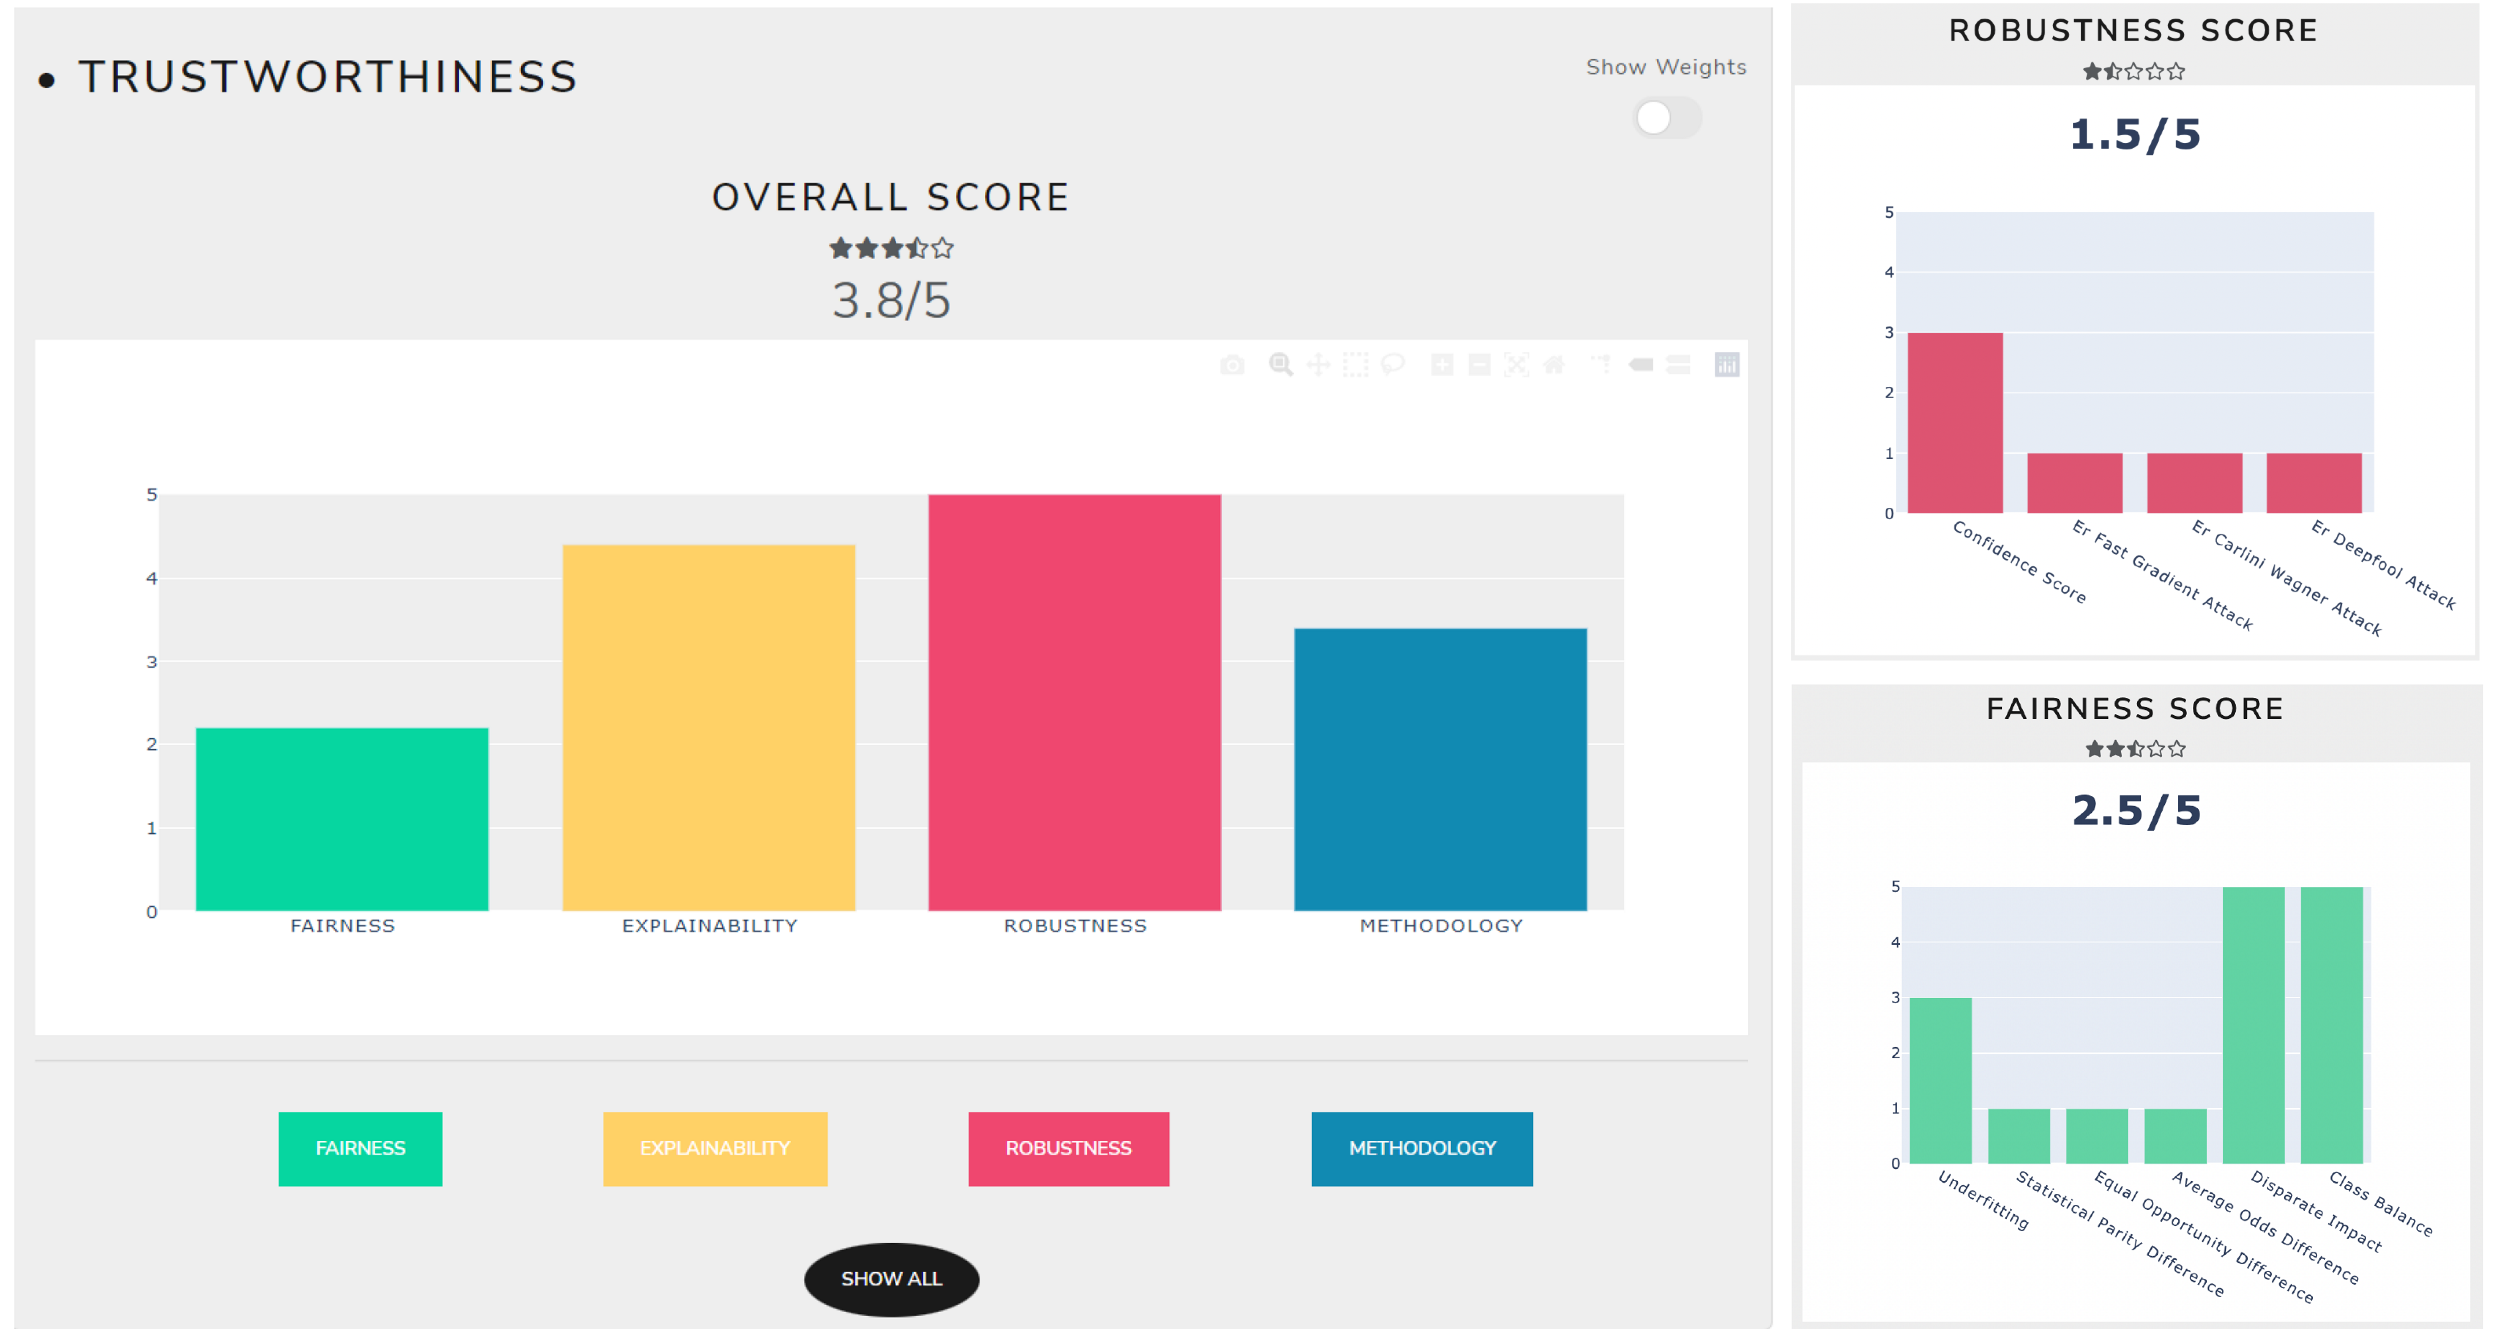 • TRUSTWORTHINESS
Show Weights
OVERALL SCORE
3.8/5
5
4
3
2
1
0
FAIRNESS
EXPLAINABILITY
ROBUSTNESS
METHODOLOGY
FAIRNESS
EXPLAINABILITY
ROBUSTNESS
METHODOLOGY
SHOW ALL
ROBUSTNESS SCORE
1.5/5
5
4
3
2
1
0
Confidence Score
Er Fast Gradient Attack
Er Carlini Wagner Attack
Er Deepfool Attack
FAIRNESS SCORE
2.5/5
5
4
3
2
1
0
Underfitting
Statistical Parity Difference
Equal Opportunity Difference
Average Odds Difference
Disparate Impact
Class Balance